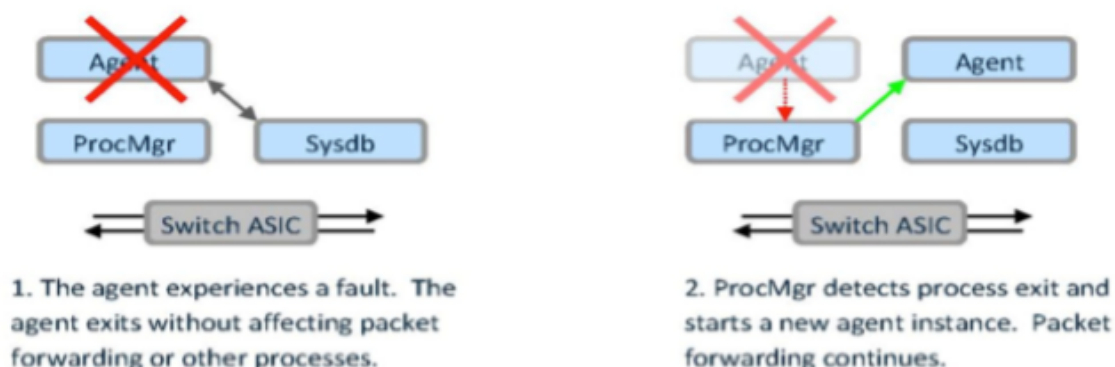 Agent
ProcMgr
Sysdb
Switch ASIC
1. The agent experiences a fault. The
agent exits without affecting packet
forwarding or other processes.
Agent
Agent
ProcMgr
Sysdb
Switch ASIC
2. ProcMgr detects process exit and
starts a new agent instance. Packet
forwarding continues.